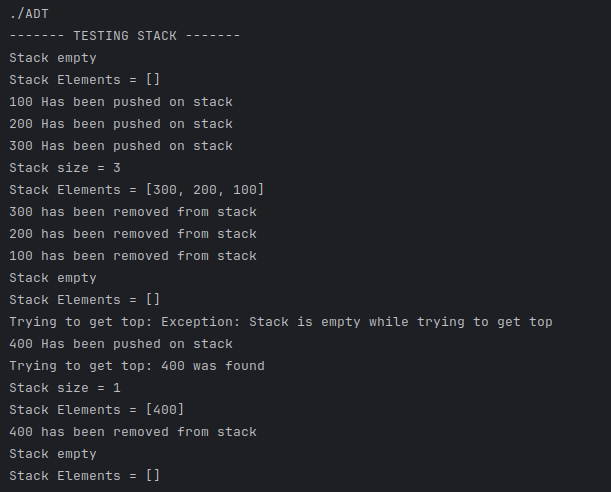 ./ADT
------- TESTING STACK -------
Stack empty
Stack Elements = []
100 Has been pushed on stack
200 Has been pushed on stack
300 Has been pushed on stack
Stack size = 3
Stack Elements = [300, 200, 100]
300 has been removed from stack
200 has been removed from stack
100 has been removed from stack
Stack empty
Stack Elements = []
Trying to get top: Exception: Stack is empty while trying to get top
400 Has been pushed on stack
Trying to get top: 400 was found
Stack size = 1
Stack Elements = [400]
400 has been removed from stack
Stack empty
Stack Elements = []